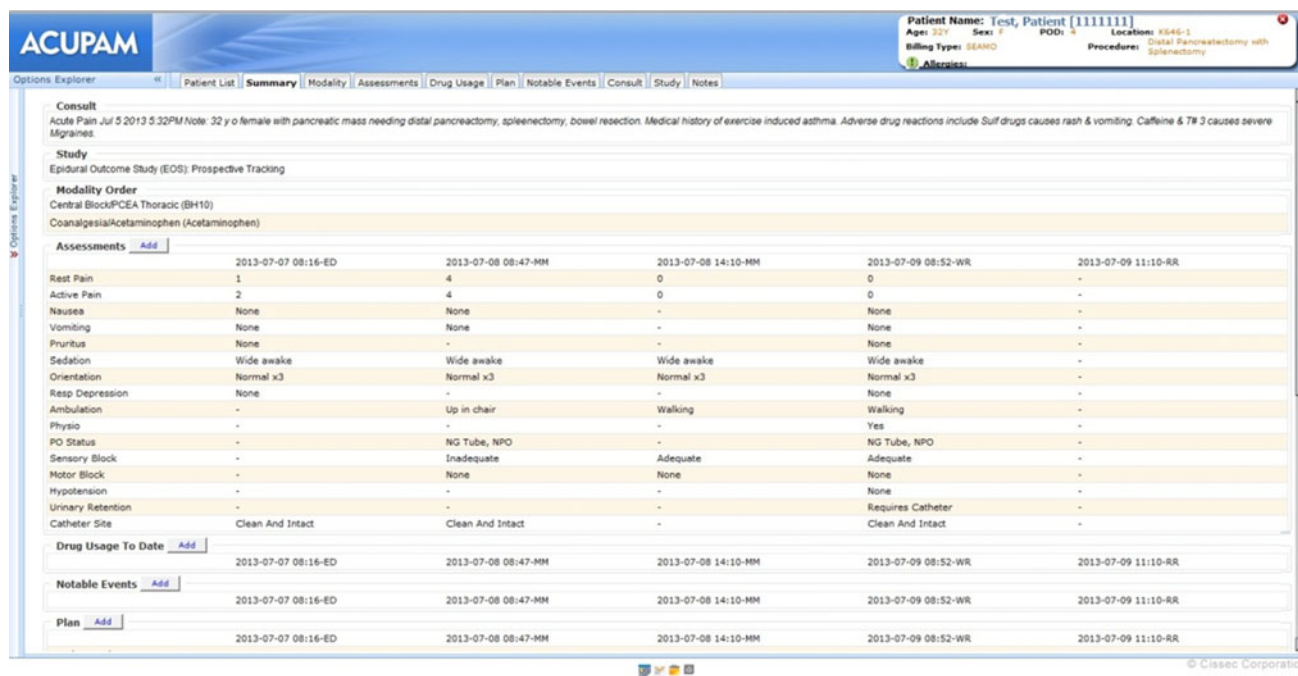 ACUPAM
Patient Name: Test, Patient [1111111]
Age: 32Y Sex: F POD: 4 Location: K646-1
Billing Type: SEAMO Procedure: Distal Pancreatectomy with Splenectomy
Allergies:
Options Explorer «
Patient List Summary Modality Assessments Drug Usage Plan Notable Events Consult Study Notes
» Options Explorer
Consult
Acute Pain Jul 5 2013 5:32PM Note: 32 y o female with pancreatic mass needing distal pancreactomy, spleenectomy, bowel resection. Medical history of exercise induced asthma. Adverse drug reactions include Sulf drugs causes rash & vomiting. Caffeine & T# 3 causes severe
Migraines.
Study
Epidural Outcome Study (EOS): Prospective Tracking
Modality Order
Central Block/PCEA Thoracic (BH10)
Coanalgesia/Acetaminophen (Acetaminophen)
Assessments Add
2013-07-07 08:16-ED 2013-07-08 08:47-MM 2013-07-08 14:10-MM 2013-07-09 08:52-WR 2013-07-09 11:10-RR
Rest Pain 1 4 0 0 -
Active Pain 2 4 0 0 -
Nausea None None - None -
Vomiting None None - None -
Pruritus None - - None -
Sedation Wide awake Wide awake Wide awake Wide awake -
Orientation Normal x3 Normal x3 Normal x3 Normal x3 -
Resp Depression None - - None -
Ambulation - Up in chair Walking Walking -
Physio - - - Yes -
PO Status - NG Tube, NPO - NG Tube, NPO -
Sensory Block - Inadequate Adequate Adequate -
Motor Block - None None None -
Hypotension - - - None -
Urinary Retention - - - Requires Catheter -
Catheter Site Clean And Intact Clean And Intact - Clean And Intact -
Drug Usage To Date Add
2013-07-07 08:16-ED 2013-07-08 08:47-MM 2013-07-08 14:10-MM 2013-07-09 08:52-WR 2013-07-09 11:10-RR
Notable Events Add
2013-07-07 08:16-ED 2013-07-08 08:47-MM 2013-07-08 14:10-MM 2013-07-09 08:52-WR 2013-07-09 11:10-RR
Plan Add
2013-07-07 08:16-ED 2013-07-08 08:47-MM 2013-07-08 14:10-MM 2013-07-09 08:52-WR 2013-07-09 11:10-RR
© Cissec Corporatio